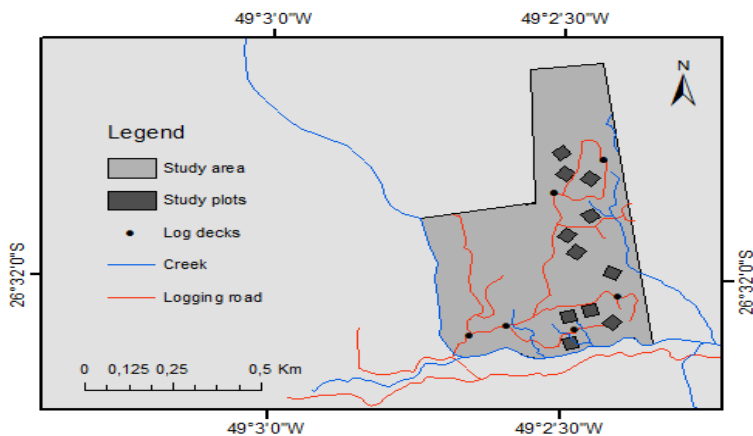 49°3'0"W 49°2'30"W
N
Legend
Study area
Study plots
Log decks
Creek
Logging road
26°32'0"S 26°32'0"S
0 0,125 0,25 0,5 Km
49°3'0"W 49°2'30"W